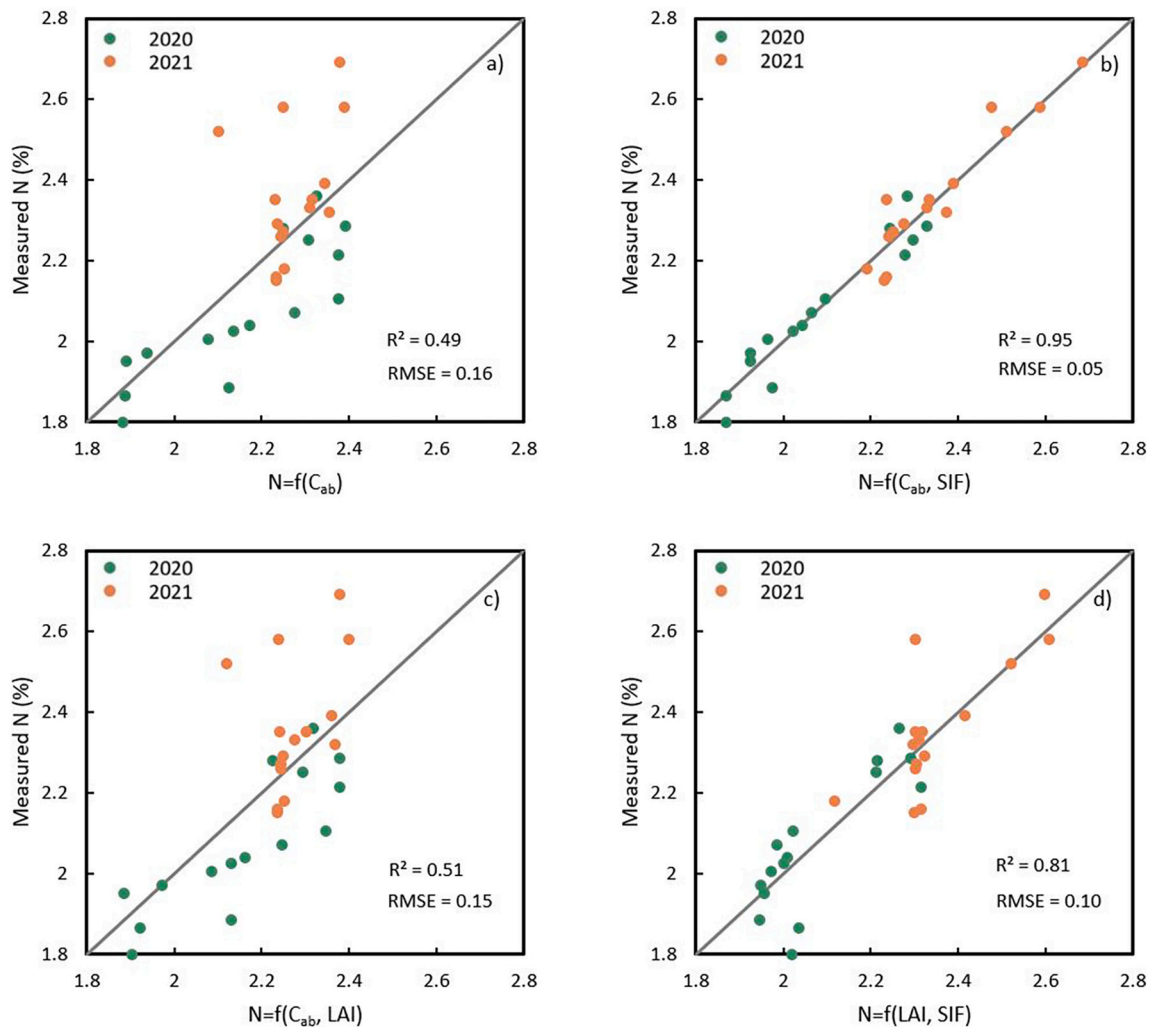 2.8
2020
2021
a)
2.6
2.4
2.2
2
1.8
Measured N (%)
R² = 0.49
RMSE = 0.16
1.8 2 2.2 2.4 2.6 2.8
N=f(Cab)
2.8
2020
2021
b)
2.6
2.4
2.2
2
1.8
Measured N (%)
R² = 0.95
RMSE = 0.05
1.8 2 2.2 2.4 2.6 2.8
N=f(Cab, SIF)
2.8
2020
2021
c)
2.6
2.4
2.2
2
1.8
Measured N (%)
R² = 0.51
RMSE = 0.15
1.8 2 2.2 2.4 2.6 2.8
N=f(Cab, LAI)
2.8
2020
2021
d)
2.6
2.4
2.2
2
1.8
Measured N (%)
R² = 0.81
RMSE = 0.10
1.8 2 2.2 2.4 2.6 2.8
N=f(LAI, SIF)